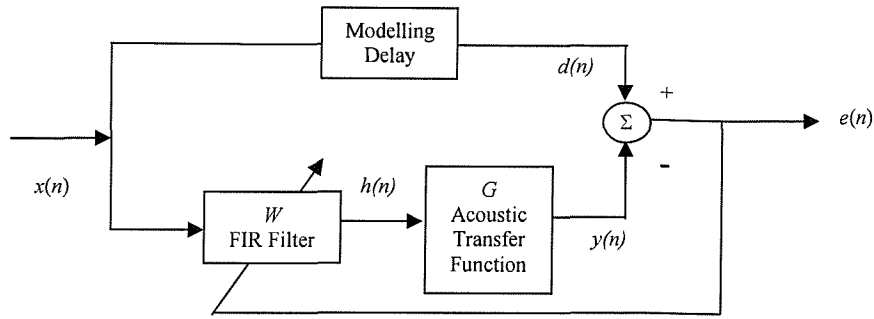 Modelling
Delay
d(n)
+
Σ
e(n)
x(n)
-
h(n)
W
FIR Filter
G
Acoustic
Transfer
Function
y(n)